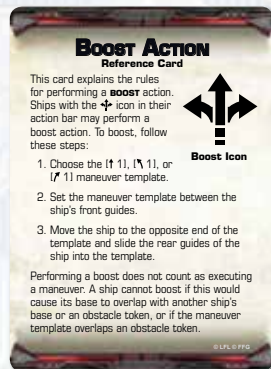 BOOST ACTION
Reference Card
This card explains the rules
for performing a BOOST action.
Ships with the icon in their
action bar may perform a
boost action. To boost, follow
these steps:
Boost Icon
1. Choose the [↑ 1], [↖ 1], or
[↗ 1] maneuver template.
2. Set the maneuver template between the
ship's front guides.
3. Move the ship to the opposite end of the
template and slide the rear guides of the
ship into the template.
Performing a boost does not count as executing
a maneuver. A ship cannot boost if this would
cause its base to overlap with another ship's
base or an obstacle token, or if the maneuver
template overlaps an obstacle token.
© LFL © FFG